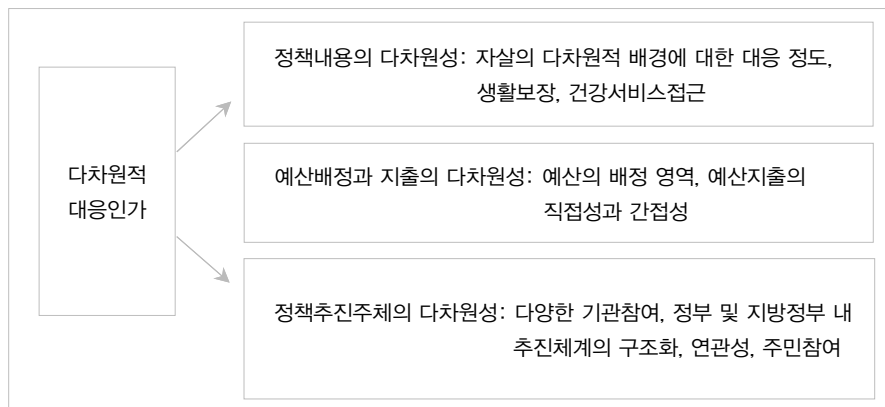 다차원적
대응인가
정책내용의 다차원성: 자살의 다차원적 배경에 대한 대응 정도,
생활보장, 건강서비스접근
예산배정과 지출의 다차원성: 예산의 배정 영역, 예산지출의
직접성과 간접성
정책추진주체의 다차원성: 다양한 기관참여, 정부 및 지방정부 내
추진체계의 구조화, 연관성, 주민참여